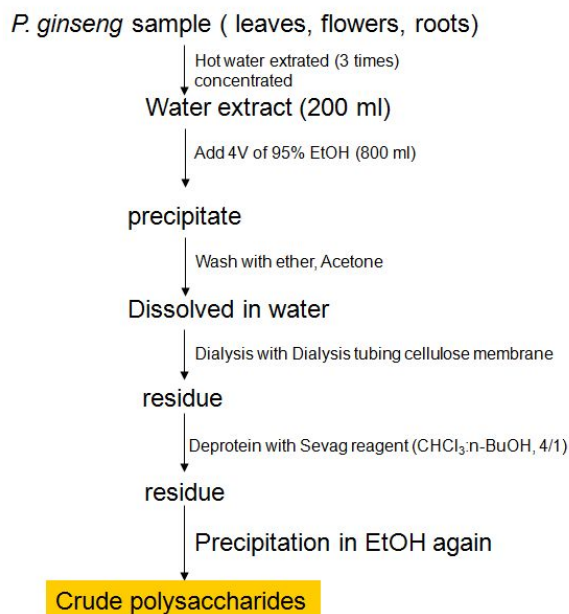 P. ginseng sample ( leaves, flowers, roots)
Hot water extrated (3 times)
concentrated
Water extract (200 ml)
Add 4V of 95% EtOH (800 ml)
precipitate
Wash with ether, Acetone
Dissolved in water
Dialysis with Dialysis tubing cellulose membrane
residue
Deprotein with Sevag reagent (CHCl₃:n-BuOH, 4/1)
residue
Precipitation in EtOH again
Crude polysaccharides